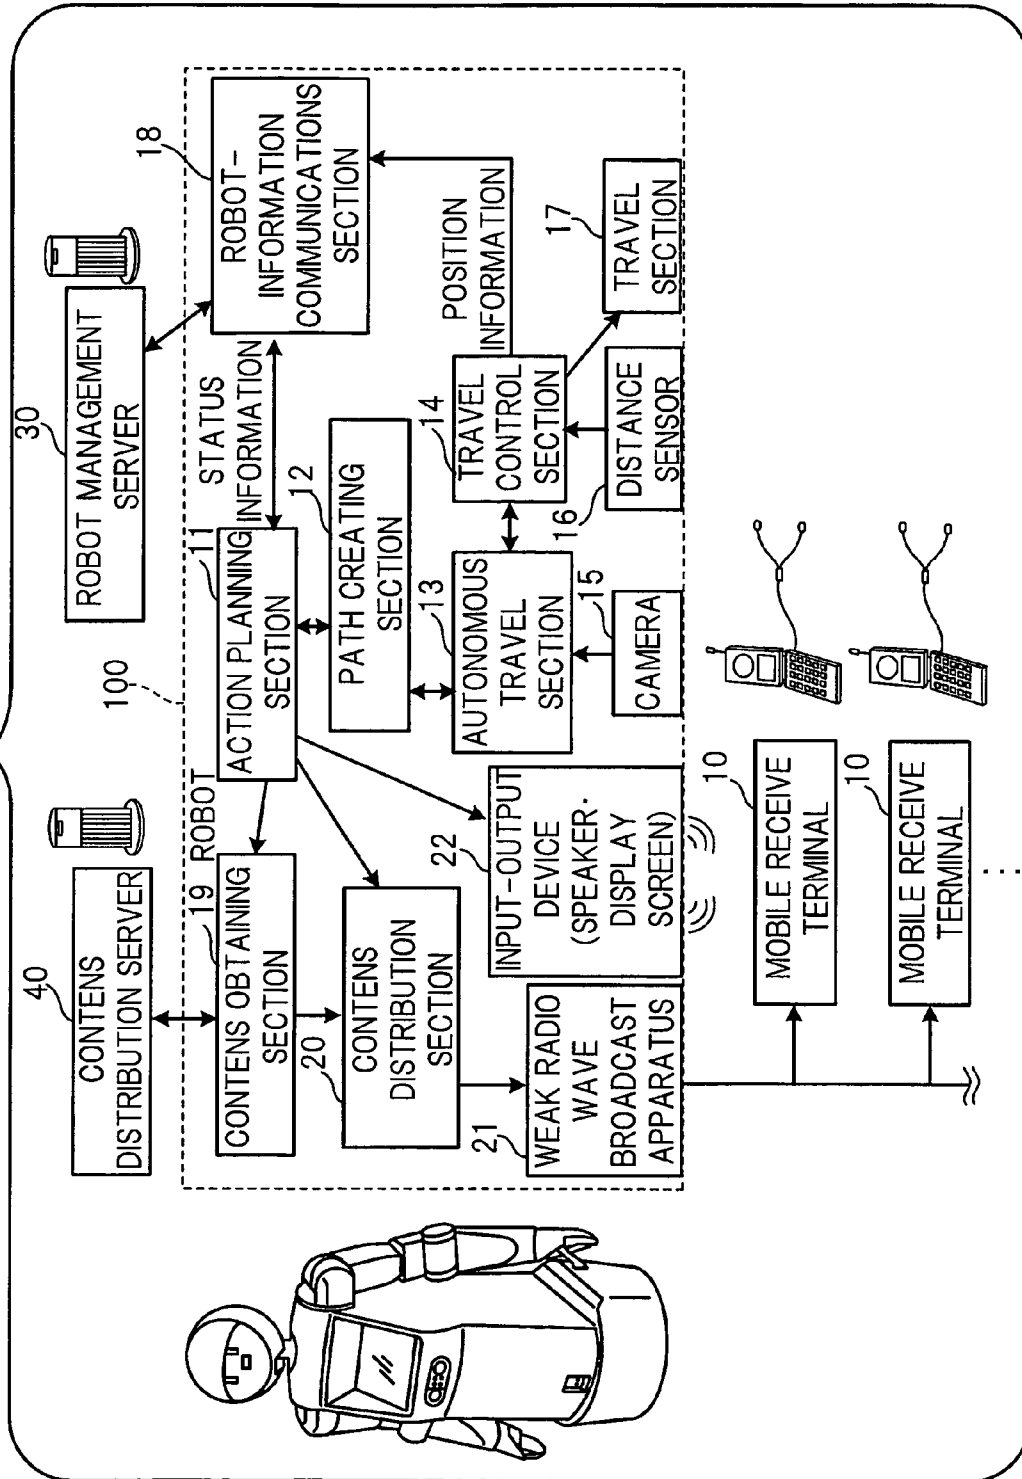 40
CONTENS
DISTRIBUTION SERVER
100
30
ROBOT MANAGEMENT
SERVER
ROBOT
19
CONTENS OBTAINING
SECTION
11
ACTION PLANNING
SECTION
STATUS
INFORMATION
18
ROBOT-
INFORMATION
COMMUNICATIONS
SECTION
20
CONTENS
DISTRIBUTION
SECTION
12
PATH CREATING
SECTION
POSITION
INFORMATION
21
WEAK RADIO
WAVE
BROADCAST
APPARATUS
22
INPUT-OUTPUT
DEVICE
(SPEAKER·
DISPLAY
SCREEN)
13
AUTONOMOUS
TRAVEL
SECTION
14
TRAVEL
CONTROL
SECTION
15
CAMERA
16
DISTANCE
SENSOR
17
TRAVEL
SECTION
10
MOBILE RECEIVE
TERMINAL
10
MOBILE RECEIVE
TERMINAL